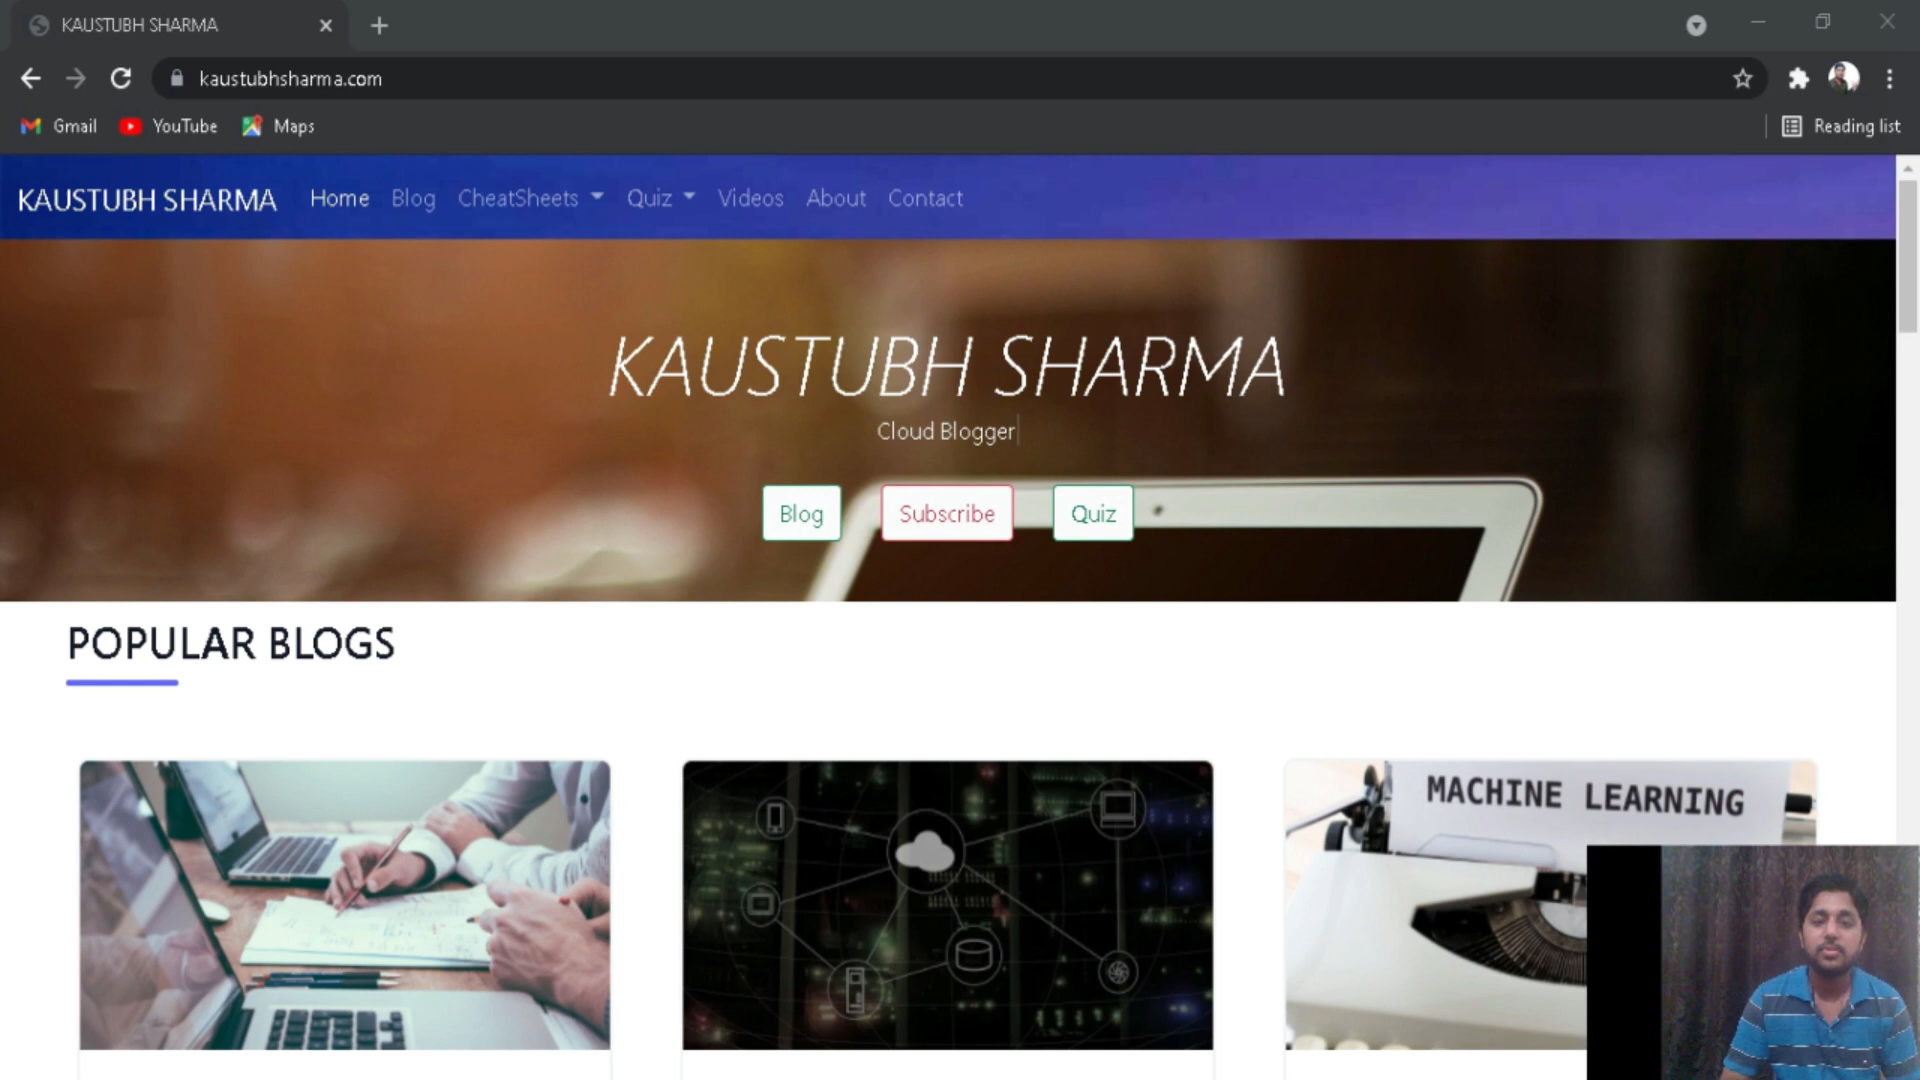 KAUSTUBH SHARMA
kaustubhsharma.com
Gmail YouTube Maps Reading list
KAUSTUBH SHARMA Home Blog CheatSheets Quiz Videos About Contact
KAUSTUBH SHARMA
Cloud Blogger
Blog Subscribe Quiz
POPULAR BLOGS
MACHINE LEARNING